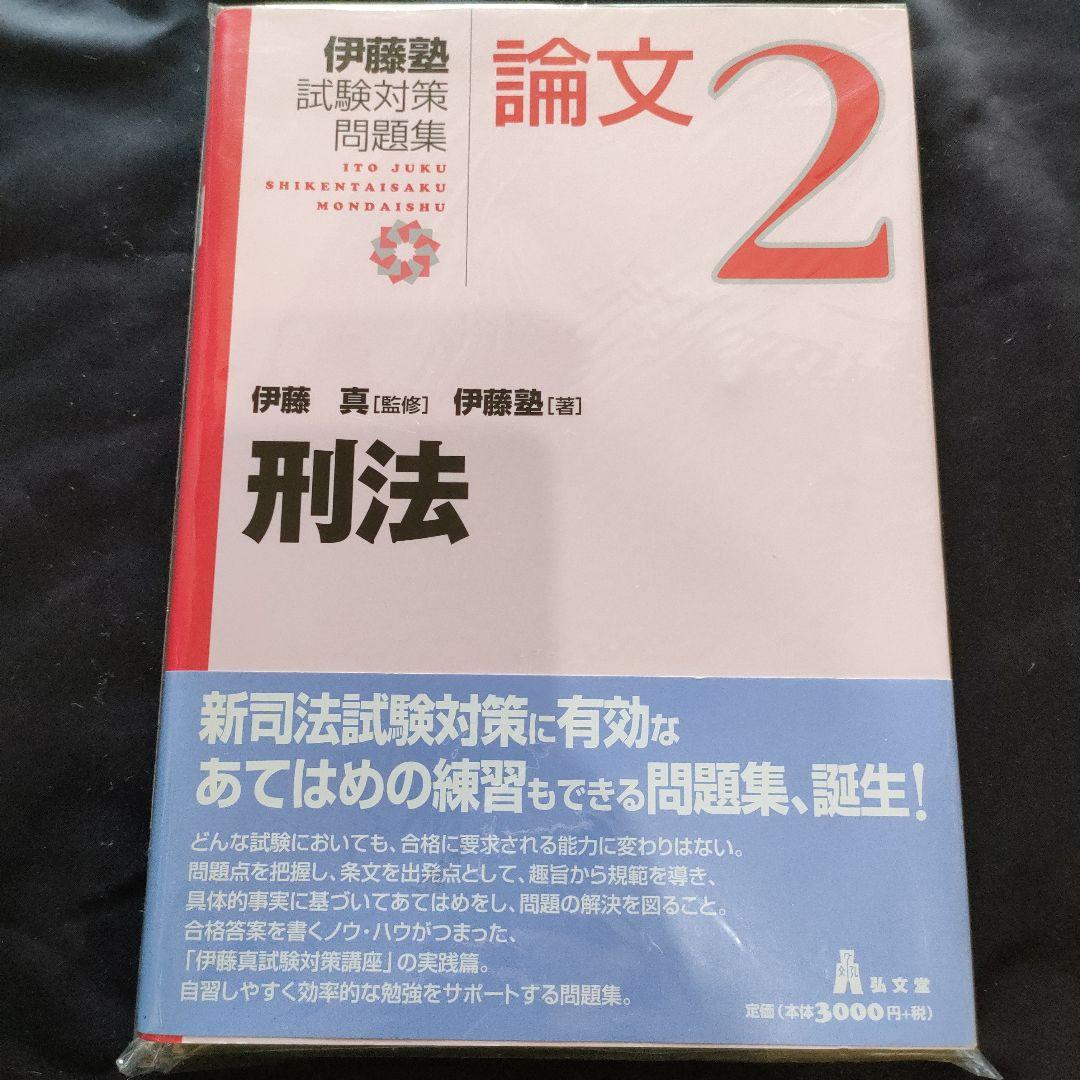 伊藤塾
試験対策
問題集
ITO JUKU
SHIKENTAISAKU
MONDAISHU
論文2
伊藤 真[監修] 伊藤塾[著]
刑法
新司法試験対策に有効な
あてはめの練習もできる問題集、誕生!
どんな試験においても、合格に要求される能力に変わりはない。
問題点を把握し、条文を出発点として、趣旨から規範を導き、
具体的事実に基づいてあてはめをし、問題の解決を図ること。
合格答案を書くノウ・ハウがつまった、
「伊藤真試験対策講座」の実践篇。
自習しやすく効率的な勉強をサポートする問題集。
弘文堂
定価(本体3000円+税)